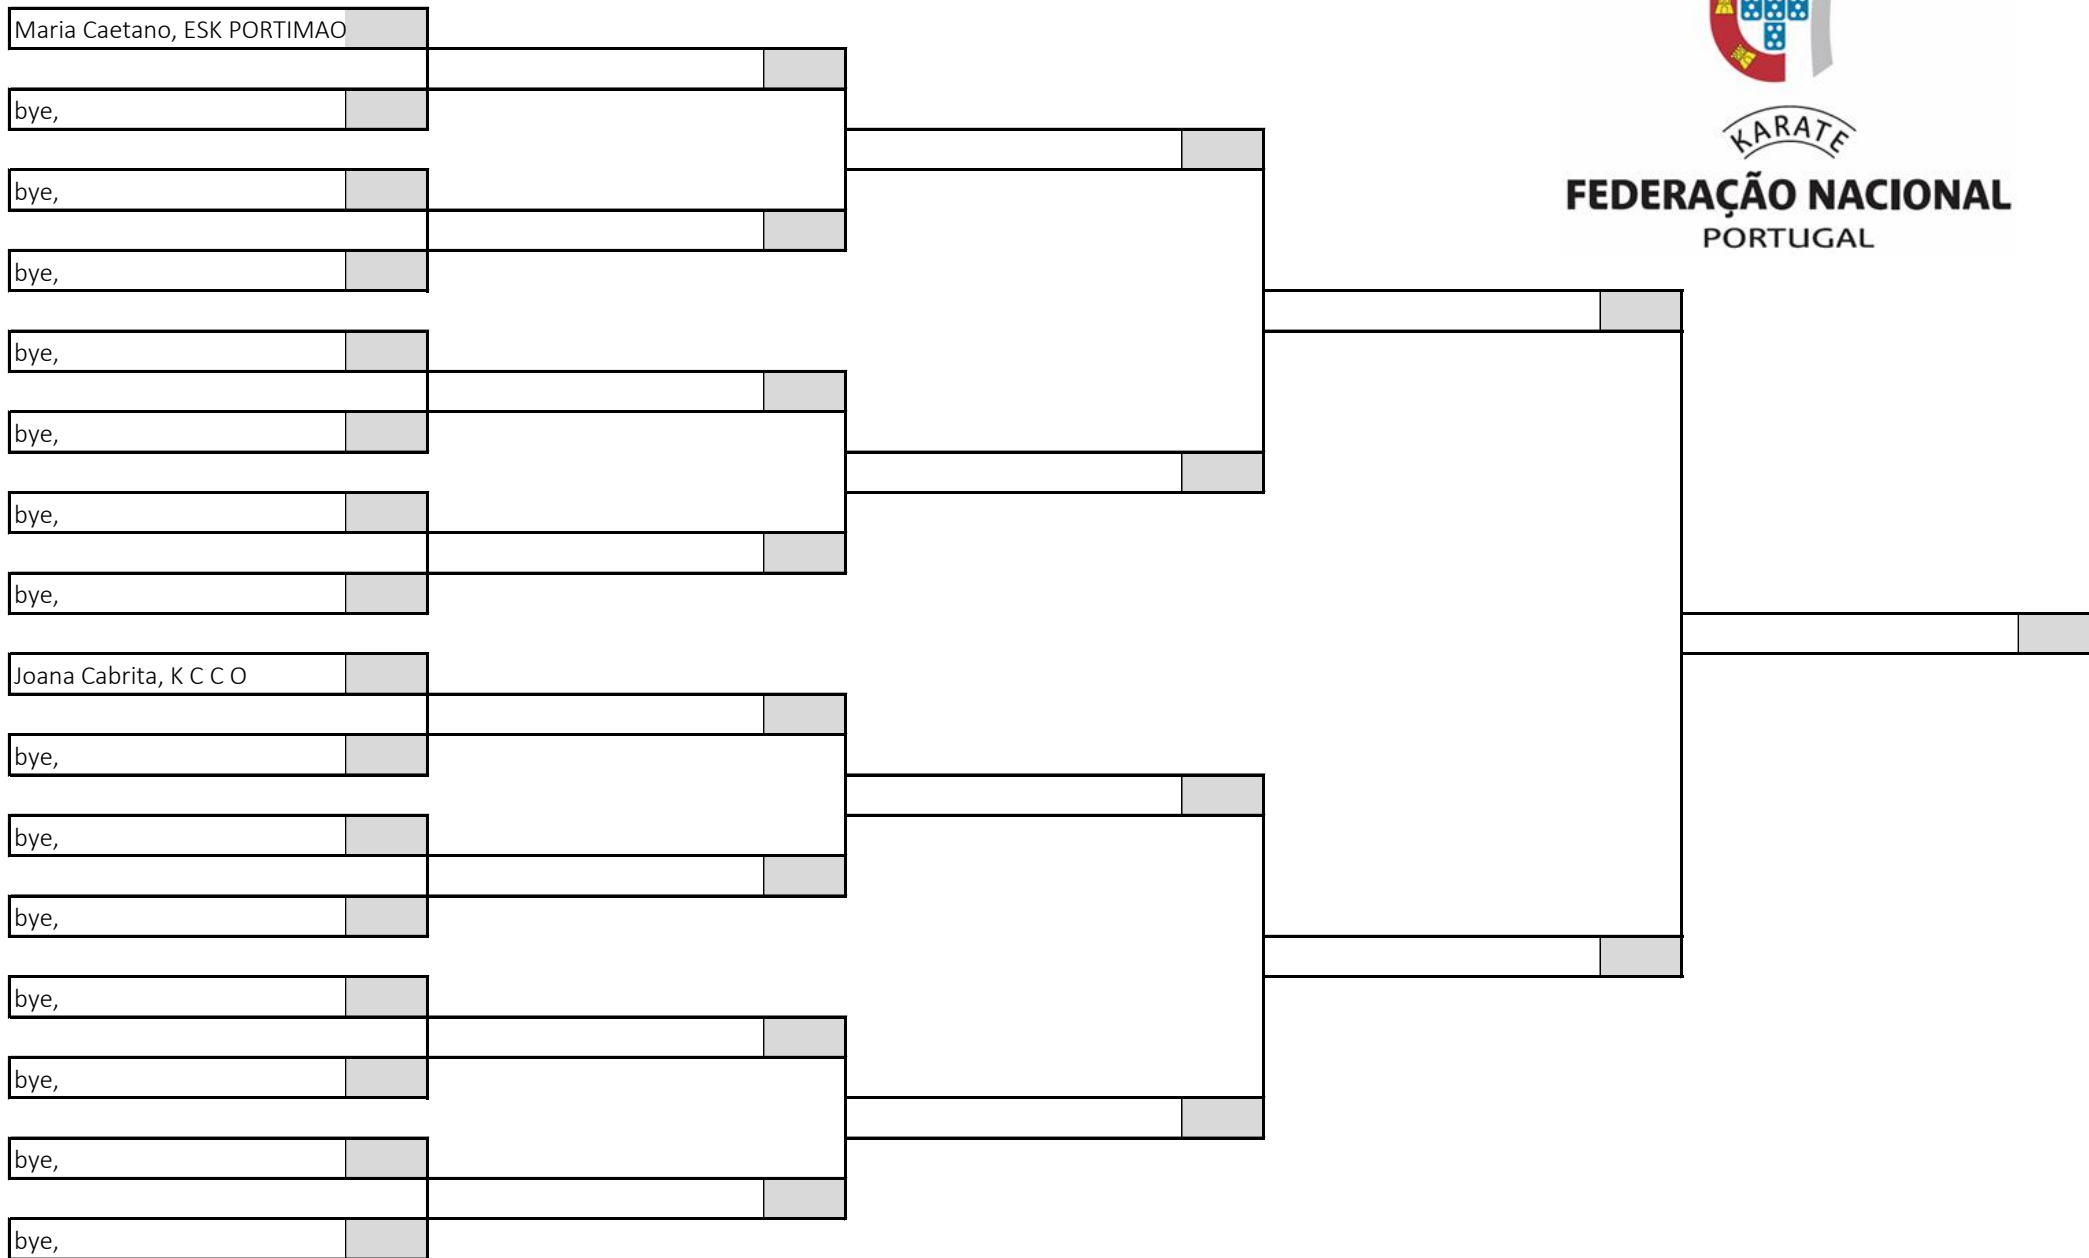 Maria Caetano, ESK PORTIMAO
bye,
bye,
bye,
bye,
bye,
bye,
bye,
Joana Cabrita, K C C O
bye,
bye,
bye,
bye,
bye,
bye,
bye,
KARATE
FEDERAÇÃO NACIONAL
PORTUGAL